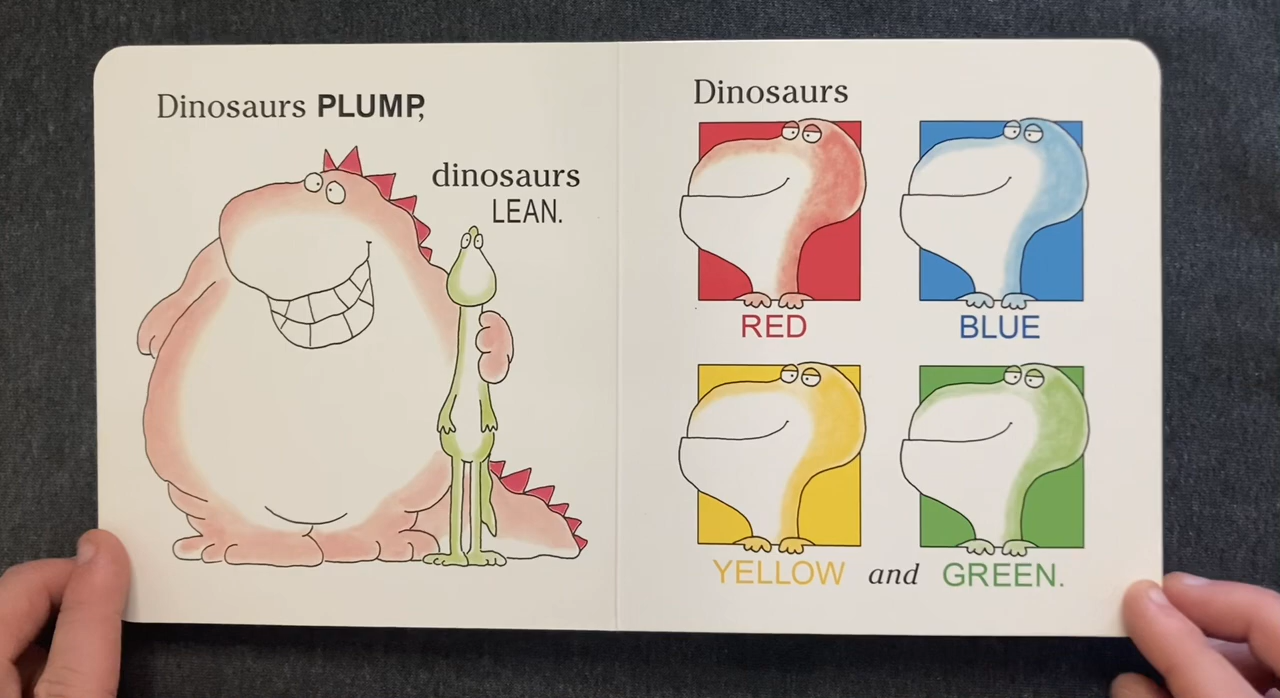 Dinosaurs PLUMP,
dinosaurs
LEAN.
Dinosaurs
RED
BLUE
YELLOW and GREEN.